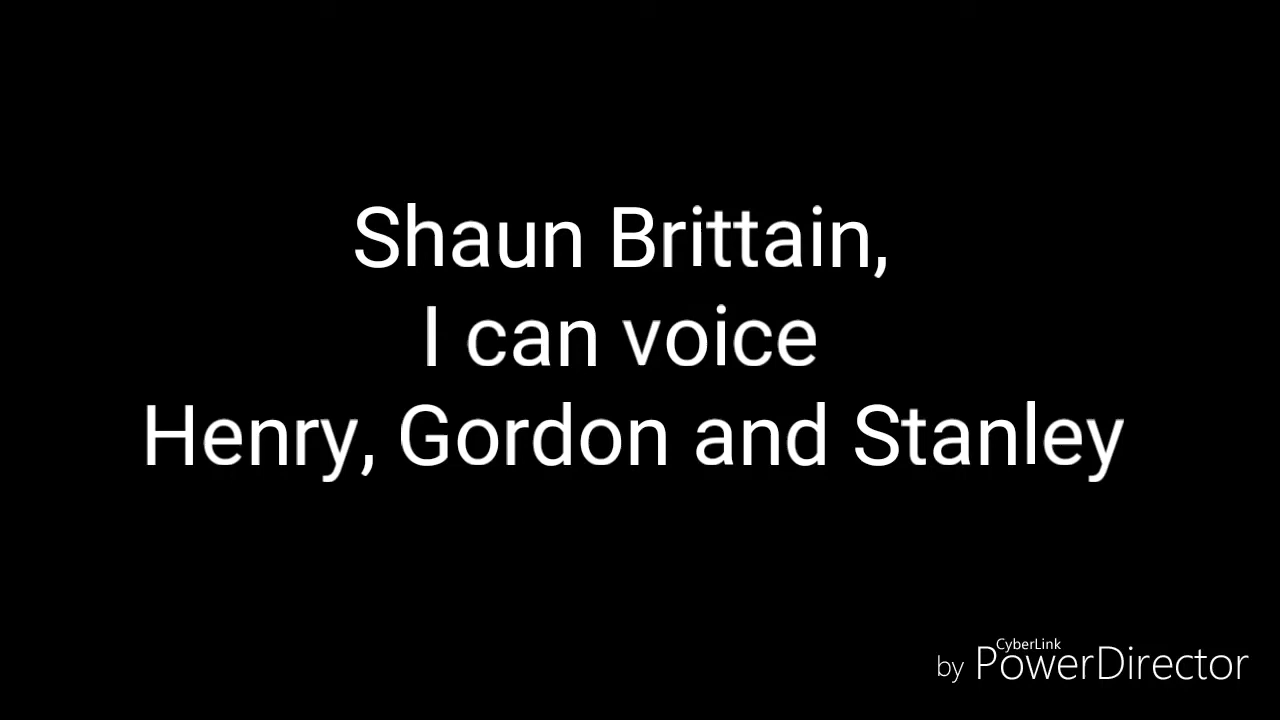 Shaun Brittain,
I can voice
Henry, Gordon and Stanley
CyberLink
by PowerDirector